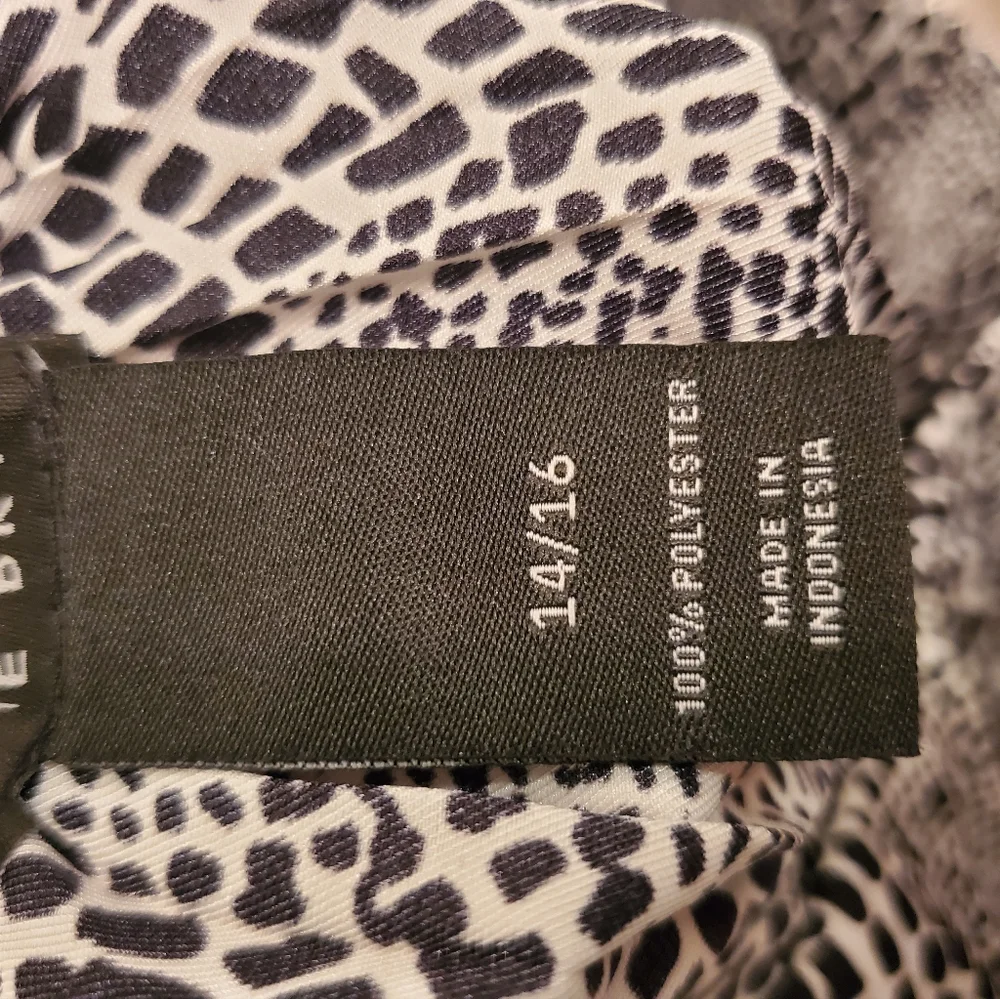 14/16
100% POLYESTER
MADE IN
INDONESIA